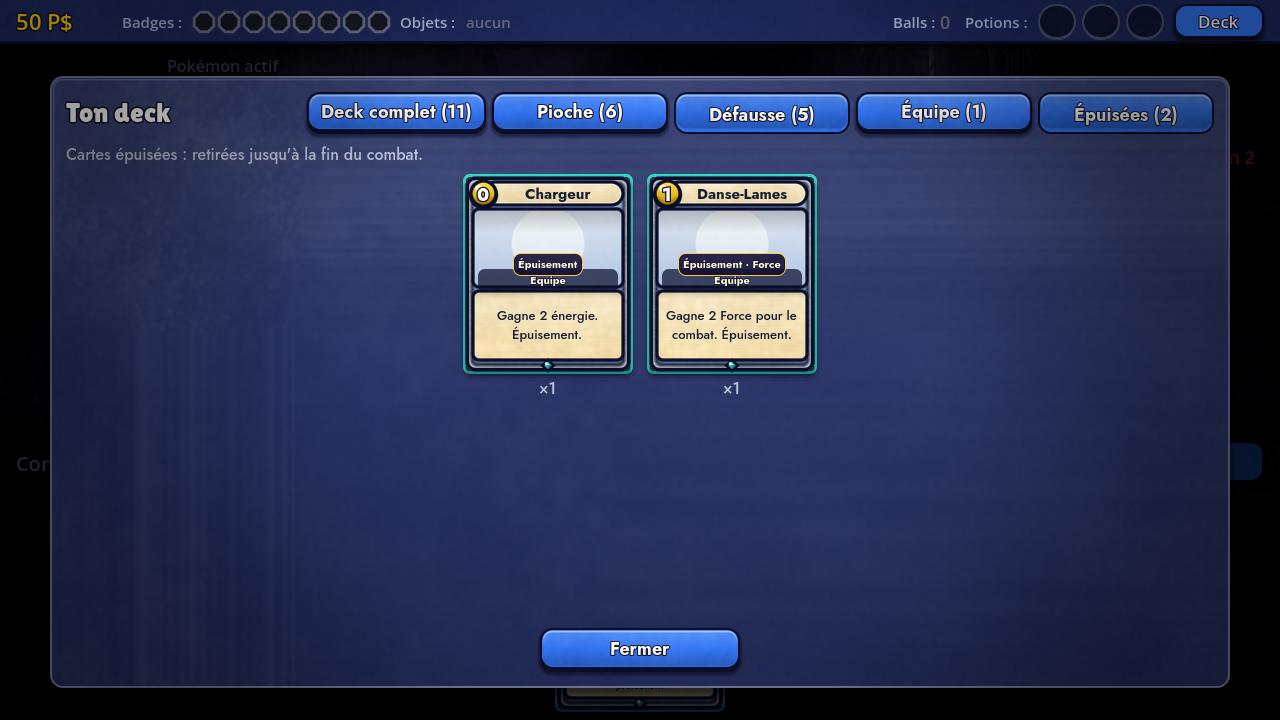 50 P$
Badges :
Objets : aucun
Balls : 0
Potions :
Deck
Pokémon actif
Ton deck
Deck complet (11)
Pioche (6)
Défausse (5)
Équipe (1)
Épuisées (2)
Cartes épuisées : retirées jusqu'à la fin du combat.
n 2
0
Chargeur
Épuisement
Equipe
Gagne 2 énergie.
Épuisement.
×1
1
Danse-Lames
Épuisement · Force
Equipe
Gagne 2 Force pour le
combat. Épuisement.
×1
Cor
Fermer